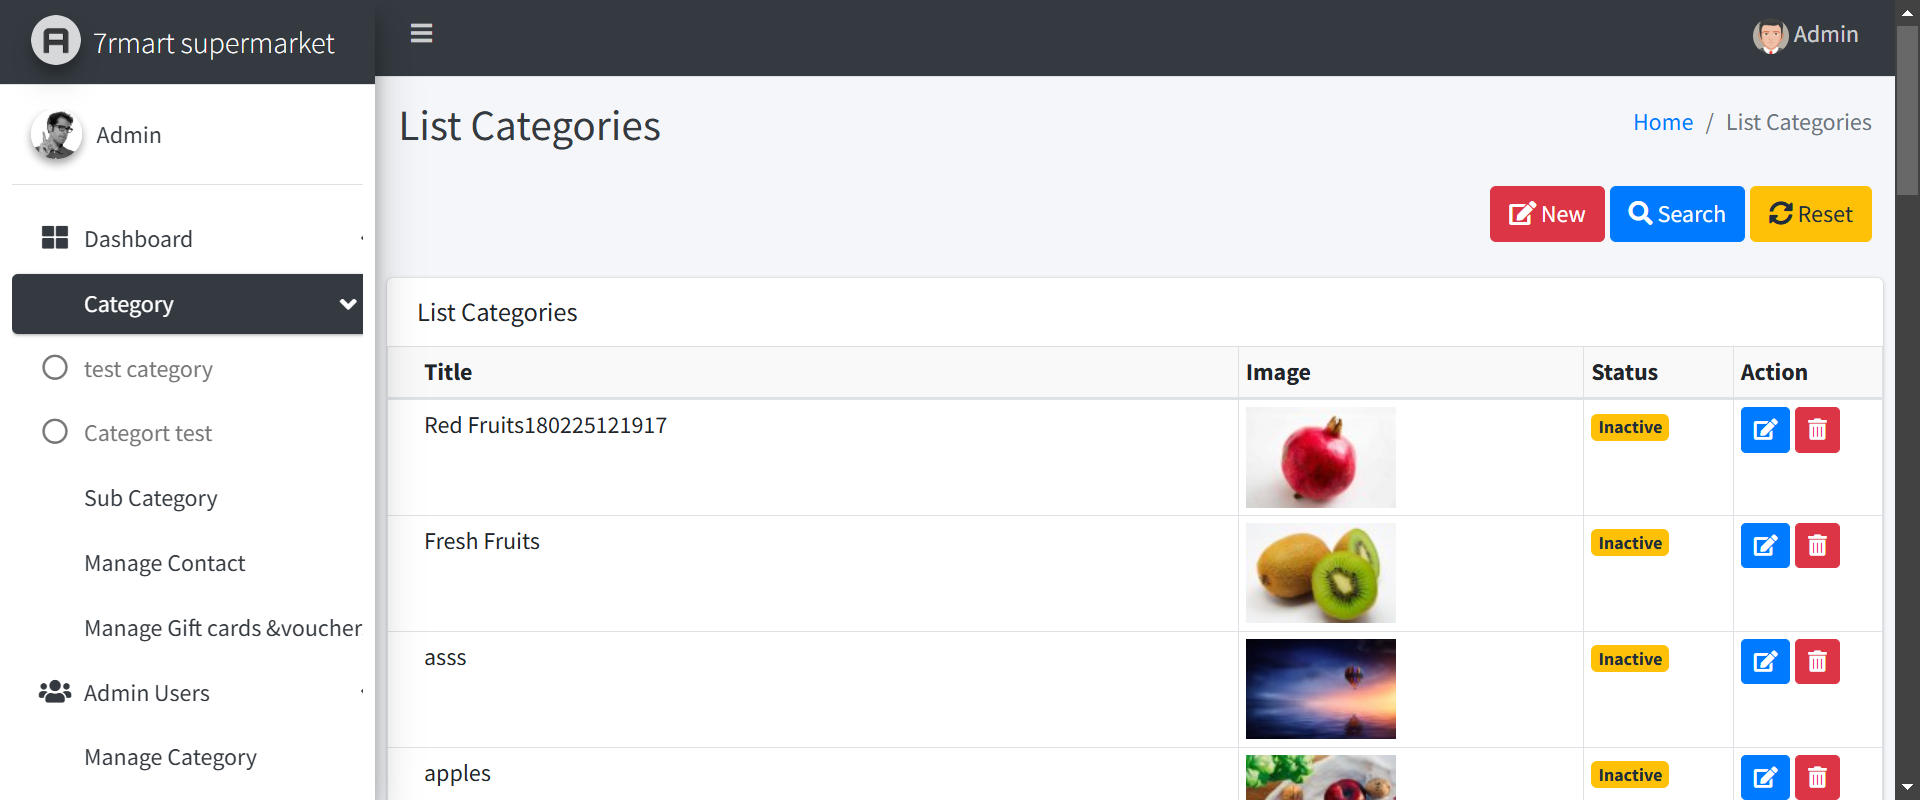 7rmart supermarket
Admin
Admin
Dashboard
Category
test category
Categort test
Sub Category
Manage Contact
Manage Gift cards &voucher
Admin Users
Manage Category
List Categories
Home / List Categories
New Search Reset
List Categories
Title Image Status Action
Red Fruits180225121917 Inactive
Fresh Fruits Inactive
asss Inactive
apples Inactive